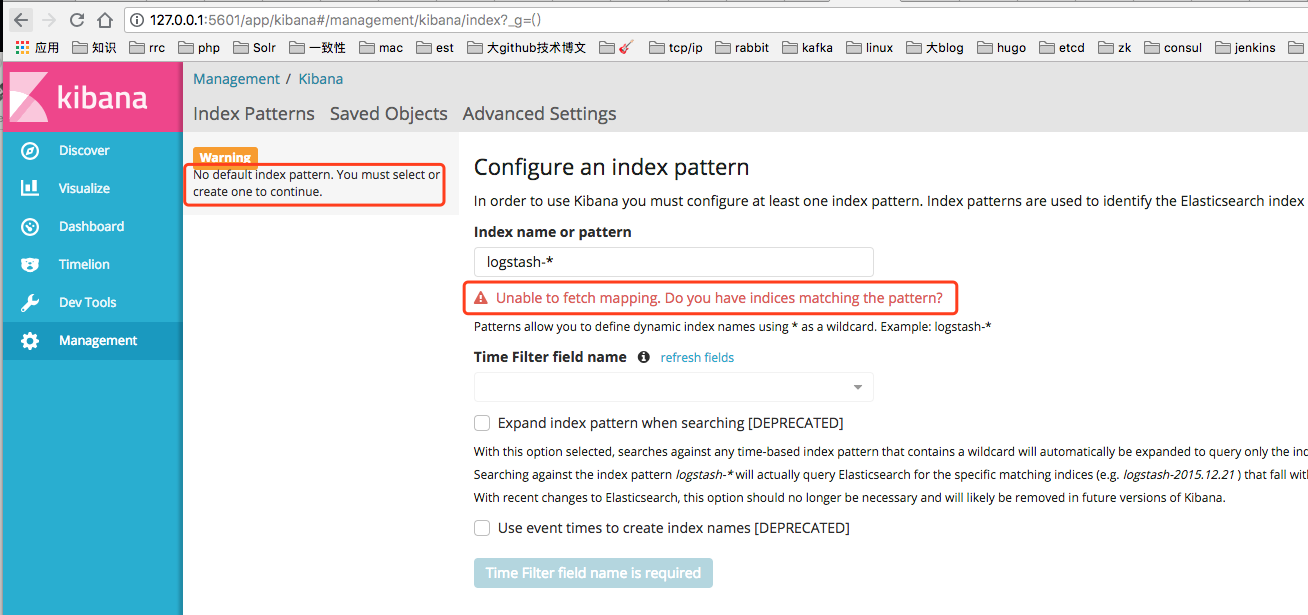 127.0.0.1:5601/app/kibana#/management/kibana/index?_g=()
应用 知识 rrc php Solr 一致性 mac est 大github技术博文 tcp/ip rabbit kafka linux 大blog hugo etcd zk consul jenkins
kibana
Discover
Visualize
Dashboard
Timelion
Dev Tools
Management
Management / Kibana
Index Patterns Saved Objects Advanced Settings
Warning
No default index pattern. You must select or
create one to continue.
Configure an index pattern
In order to use Kibana you must configure at least one index pattern. Index patterns are used to identify the Elasticsearch index
Index name or pattern
logstash-*
Unable to fetch mapping. Do you have indices matching the pattern?
Patterns allow you to define dynamic index names using * as a wildcard. Example: logstash-*
Time Filter field name refresh fields
Expand index pattern when searching [DEPRECATED]
With this option selected, searches against any time-based index pattern that contains a wildcard will automatically be expanded to query only the ind
Searching against the index pattern logstash-* will actually query Elasticsearch for the specific matching indices (e.g. logstash-2015.12.21 ) that fall with
With recent changes to Elasticsearch, this option should no longer be necessary and will likely be removed in future versions of Kibana.
Use event times to create index names [DEPRECATED]
Time Filter field name is required